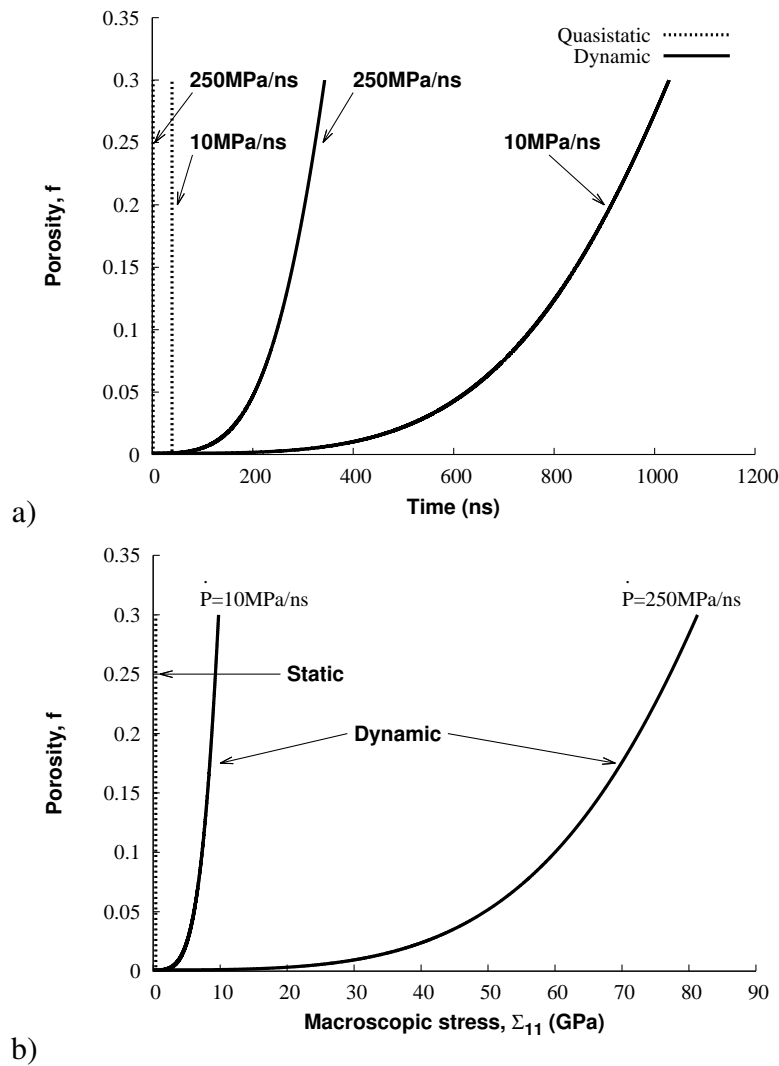 Quasistatic
Dynamic
0.35
0.3
0.25
0.2
0.15
0.1
0.05
0
250MPa/ns
250MPa/ns
10MPa/ns
10MPa/ns
Porosity, f
0 200 400 600 800 1000 1200
Time (ns)
a)
0.35
0.3
0.25
0.2
0.15
0.1
0.05
0
Ṗ=10MPa/ns
Ṗ=250MPa/ns
Static
Dynamic
Porosity, f
0 10 20 30 40 50 60 70 80 90
Macroscopic stress, Σ₁₁ (GPa)
b)